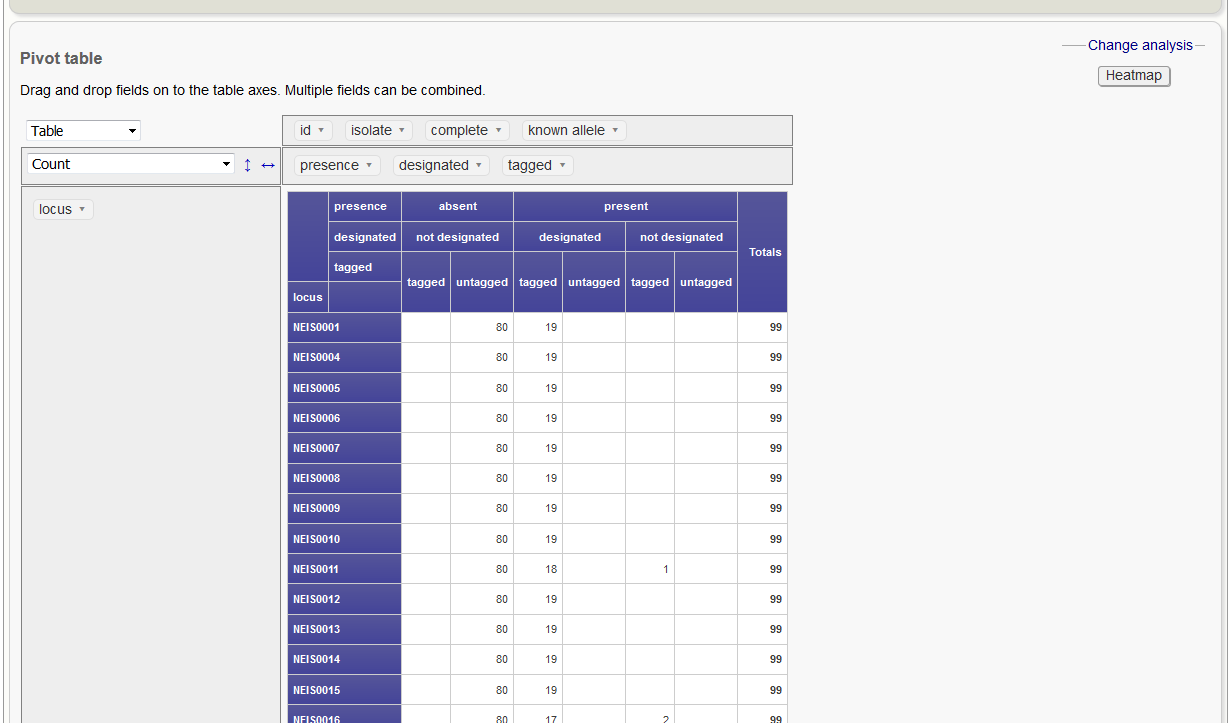 Change analysis
Pivot table
Heatmap
Drag and drop fields on to the table axes. Multiple fields can be combined.
Table id isolate complete known allele
Count presence designated tagged
locus
presence absent present Totals
designated not designated designated not designated
tagged tagged untagged tagged untagged tagged untagged
locus
NEIS0001 80 19 99
NEIS0004 80 19 99
NEIS0005 80 19 99
NEIS0006 80 19 99
NEIS0007 80 19 99
NEIS0008 80 19 99
NEIS0009 80 19 99
NEIS0010 80 19 99
NEIS0011 80 18 1 99
NEIS0012 80 19 99
NEIS0013 80 19 99
NEIS0014 80 19 99
NEIS0015 80 19 99
NEIS0016 80 17 2 99